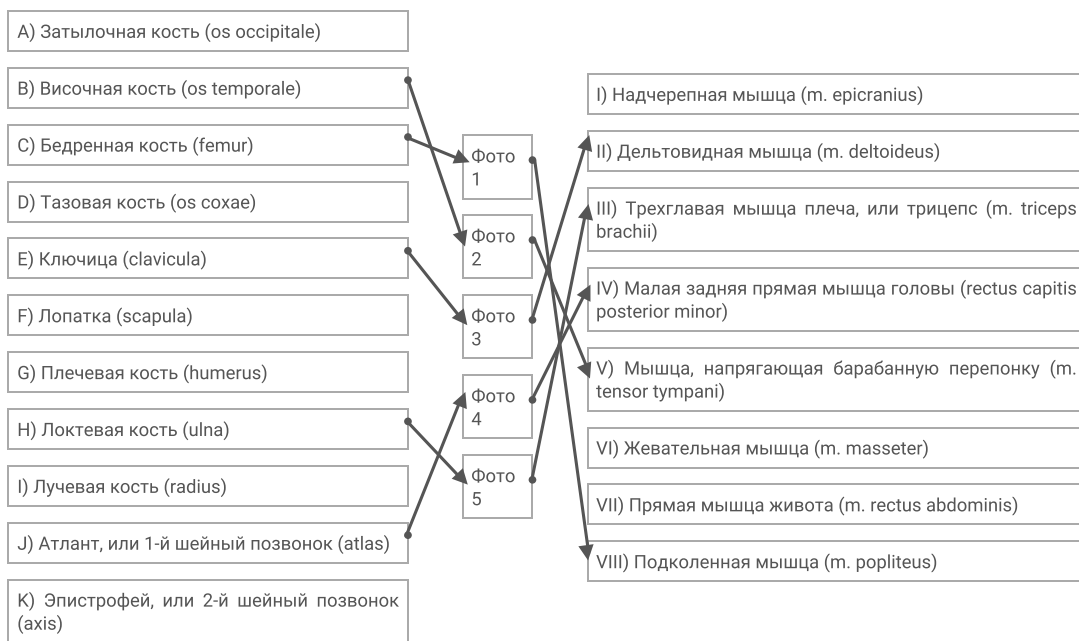 A) Затылочная кость (os occipitale)
B) Височная кость (os temporale)
C) Бедренная кость (femur)
D) Тазовая кость (os coxae)
E) Ключица (clavicula)
F) Лопатка (scapula)
G) Плечевая кость (humerus)
H) Локтевая кость (ulna)
I) Лучевая кость (radius)
J) Атлант, или 1-й шейный позвонок (atlas)
K) Эпистрофей, или 2-й шейный позвонок
(axis)
Фото
1
Фото
2
Фото
3
Фото
4
Фото
5
I) Надчерепная мышца (m. epicranius)
II) Дельтовидная мышца (m. deltoideus)
III) Трехглавая мышца плеча, или трицепс (m. triceps
brachii)
IV) Малая задняя прямая мышца головы (rectus capitis
posterior minor)
V) Мышца, напрягающая барабанную перепонку (m.
tensor tympani)
VI) Жевательная мышца (m. masseter)
VII) Прямая мышца живота (m. rectus abdominis)
VIII) Подколенная мышца (m. popliteus)